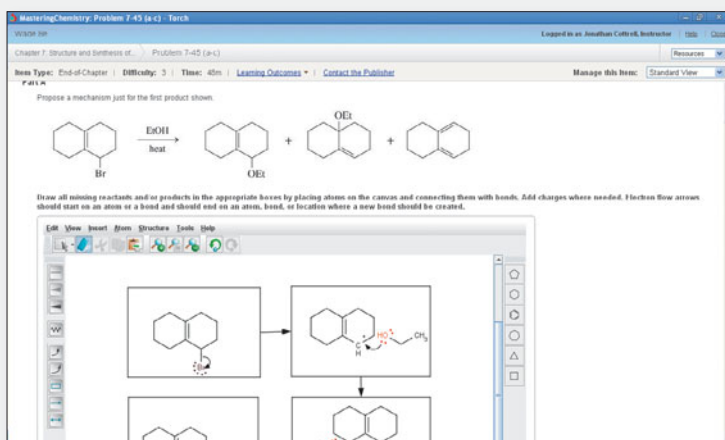 MasteringChemistry: Problem 7-45 (a-c) - Torch
Wade 8e
Logged in as Jonathan Cottrell, Instructor | Help | Close
Chapter 7: Structure and Synthesis of... Problem 7-45 (a-c)
Resources
Item Type: End-of-Chapter | Difficulty: 3 | Time: 45m | Learning Outcomes | Contact the Publisher
Manage this Item: Standard View
Part A
Propose a mechanism just for the first product shown.
OEt
EtOH
heat
+
+
Br
OEt
Draw all missing reactants and/or products in the appropriate boxes by placing atoms on the canvas and connecting them with bonds. Add charges where needed. Electron flow arrows
should start on an atom or a bond and should end on an atom, bond, or location where a new bond should be created.
Edit View Insert Atom Structure Tools Help
HO
CH3
C
H
Br